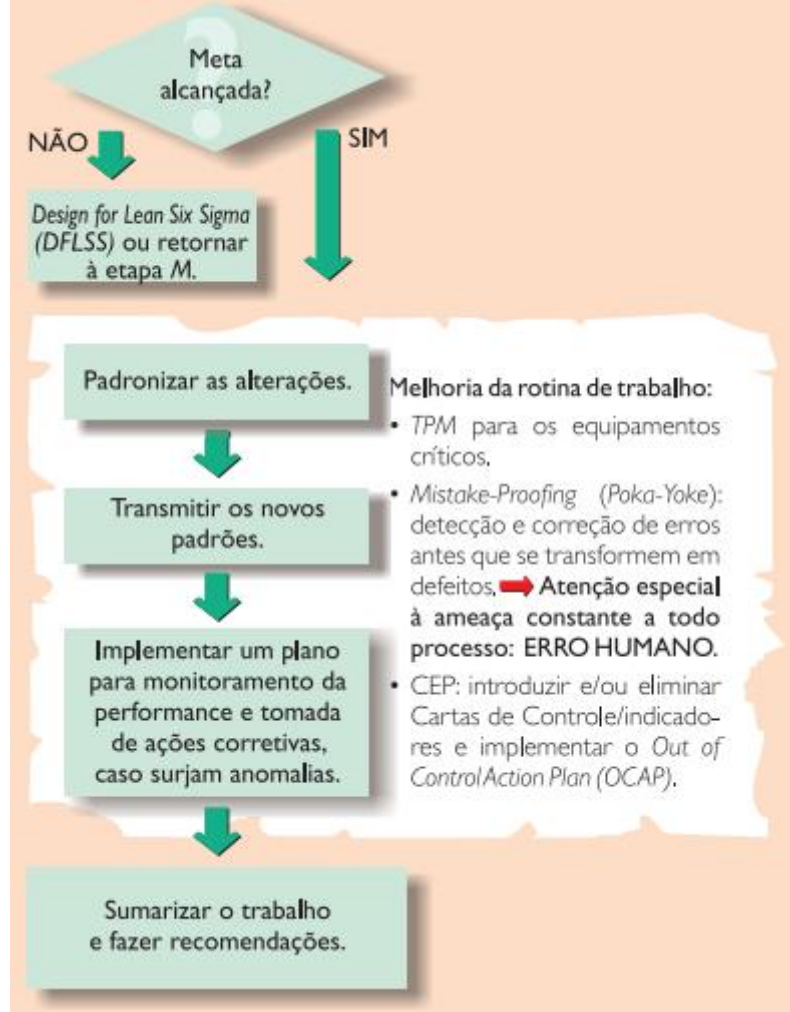 Meta
alcançada?
NÃO
SIM
Design for Lean Six Sigma
(DFLSS) ou retornar
à etapa M.
Padronizar as alterações.
Transmitir os novos
padrões.
Implementar um plano
para monitoramento da
performance e tomada
de ações corretivas,
caso surjam anomalias.
Melhoria da rotina de trabalho:
• TPM para os equipamentos
críticos.
• Mistake-Proofing (Poka-Yoke):
detecção e correção de erros
antes que se transformem em
defeitos. Atenção especial
à ameaça constante a todo
processo: ERRO HUMANO.
• CEP: introduzir e/ou eliminar
Cartas de Controle/indicado-
res e implementar o Out of
Control Action Plan (OCAP).
Sumarizar o trabalho
e fazer recomendações.